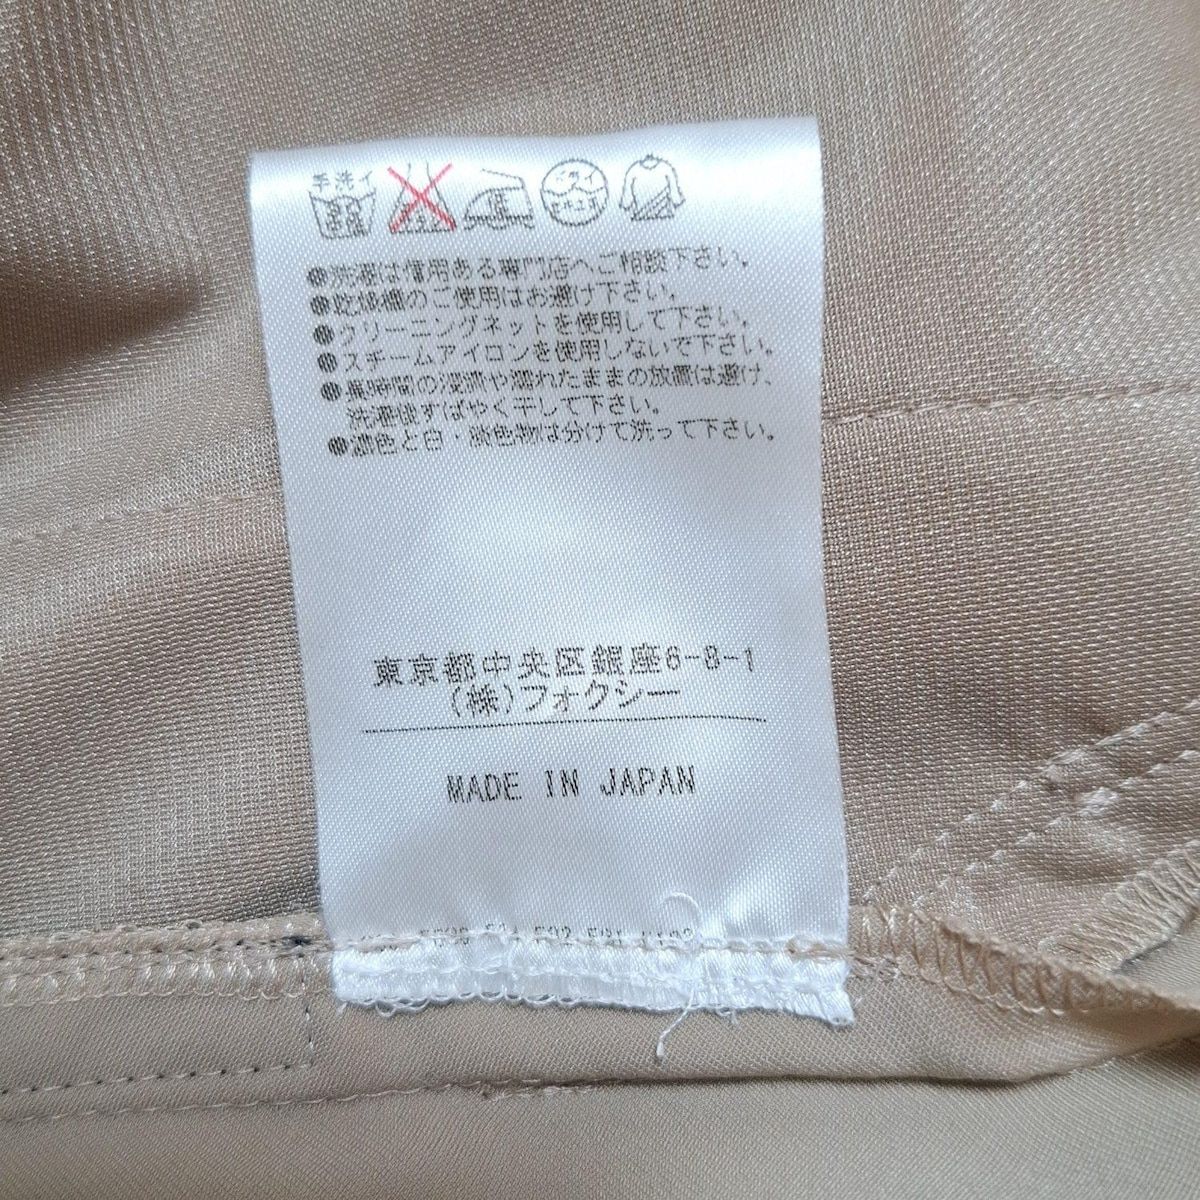 手洗イ
●洗濯は信用ある専門店へご相談下さい。
●乾燥機のご使用はお避け下さい。
●クリーニングネットを使用して下さい。
●スチームアイロンを使用しないで下さい。
●長時間の浸漬や濡れたままの放置は避け、
洗濯後すばやく干して下さい。
●濃色と白・淡色物は分けて洗って下さい。
東京都中央区銀座6-8-1
(株)フォクシー
MADE IN JAPAN